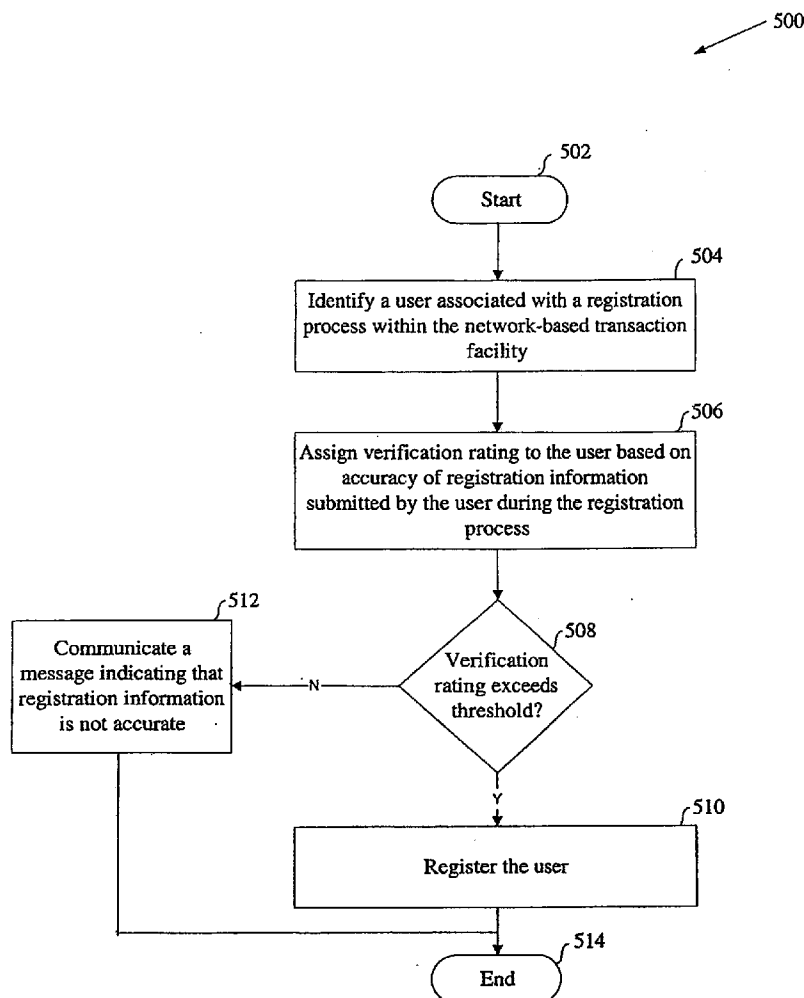 500
502
Start
504
Identify a user associated with a registration
process within the network-based transaction
facility
506
Assign verification rating to the user based on
accuracy of registration information
submitted by the user during the registration
process
512
Communicate a
message indicating that
registration information
is not accurate
508
Verification
rating exceeds
threshold?
N
Y
510
Register the user
514
End